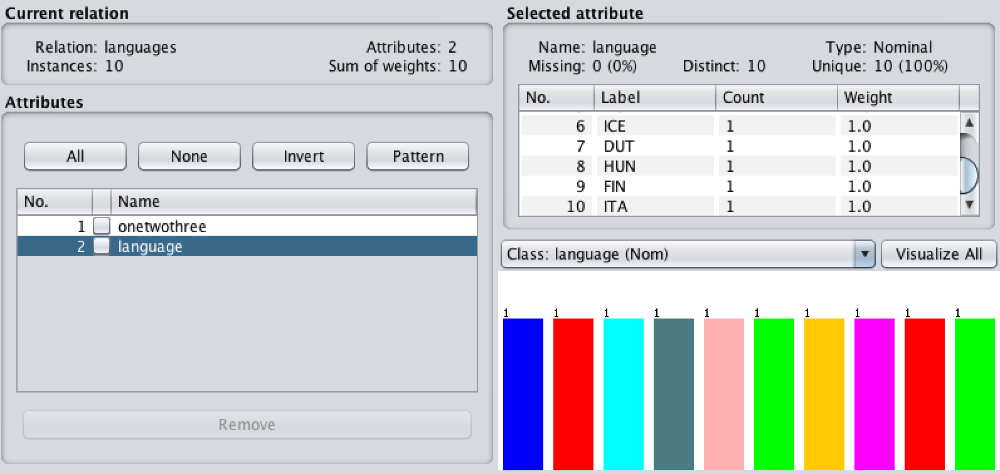 Current relation
Relation: languages
Attributes: 2
Instances: 10
Sum of weights: 10
Attributes
All
None
Invert
Pattern
No.
Name
1 onetwothree
2 language
Remove
Selected attribute
Name: language
Type: Nominal
Missing: 0 (0%)
Distinct: 10
Unique: 10 (100%)
No. Label Count Weight
6 ICE 1 1.0
7 DUT 1 1.0
8 HUN 1 1.0
9 FIN 1 1.0
10 ITA 1 1.0
Class: language (Nom)
Visualize All
1 1 1 1 1 1 1 1 1 1